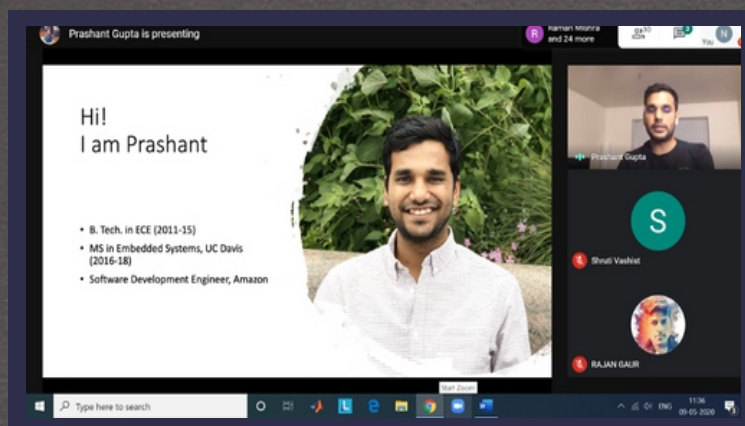 Prashant Gupta is presenting
R
Raman Mishra
and 24 more
30
3
You
N
Hi!
I am Prashant
• B. Tech. in ECE (2011-15)
• MS in Embedded Systems, UC Davis
(2016-18)
• Software Development Engineer, Amazon
Prashant Gupta
S
Shruti Vashist
RAJAN GAUR
Start Zoom
Type here to search
L
ENG
11:36
09-05-2020